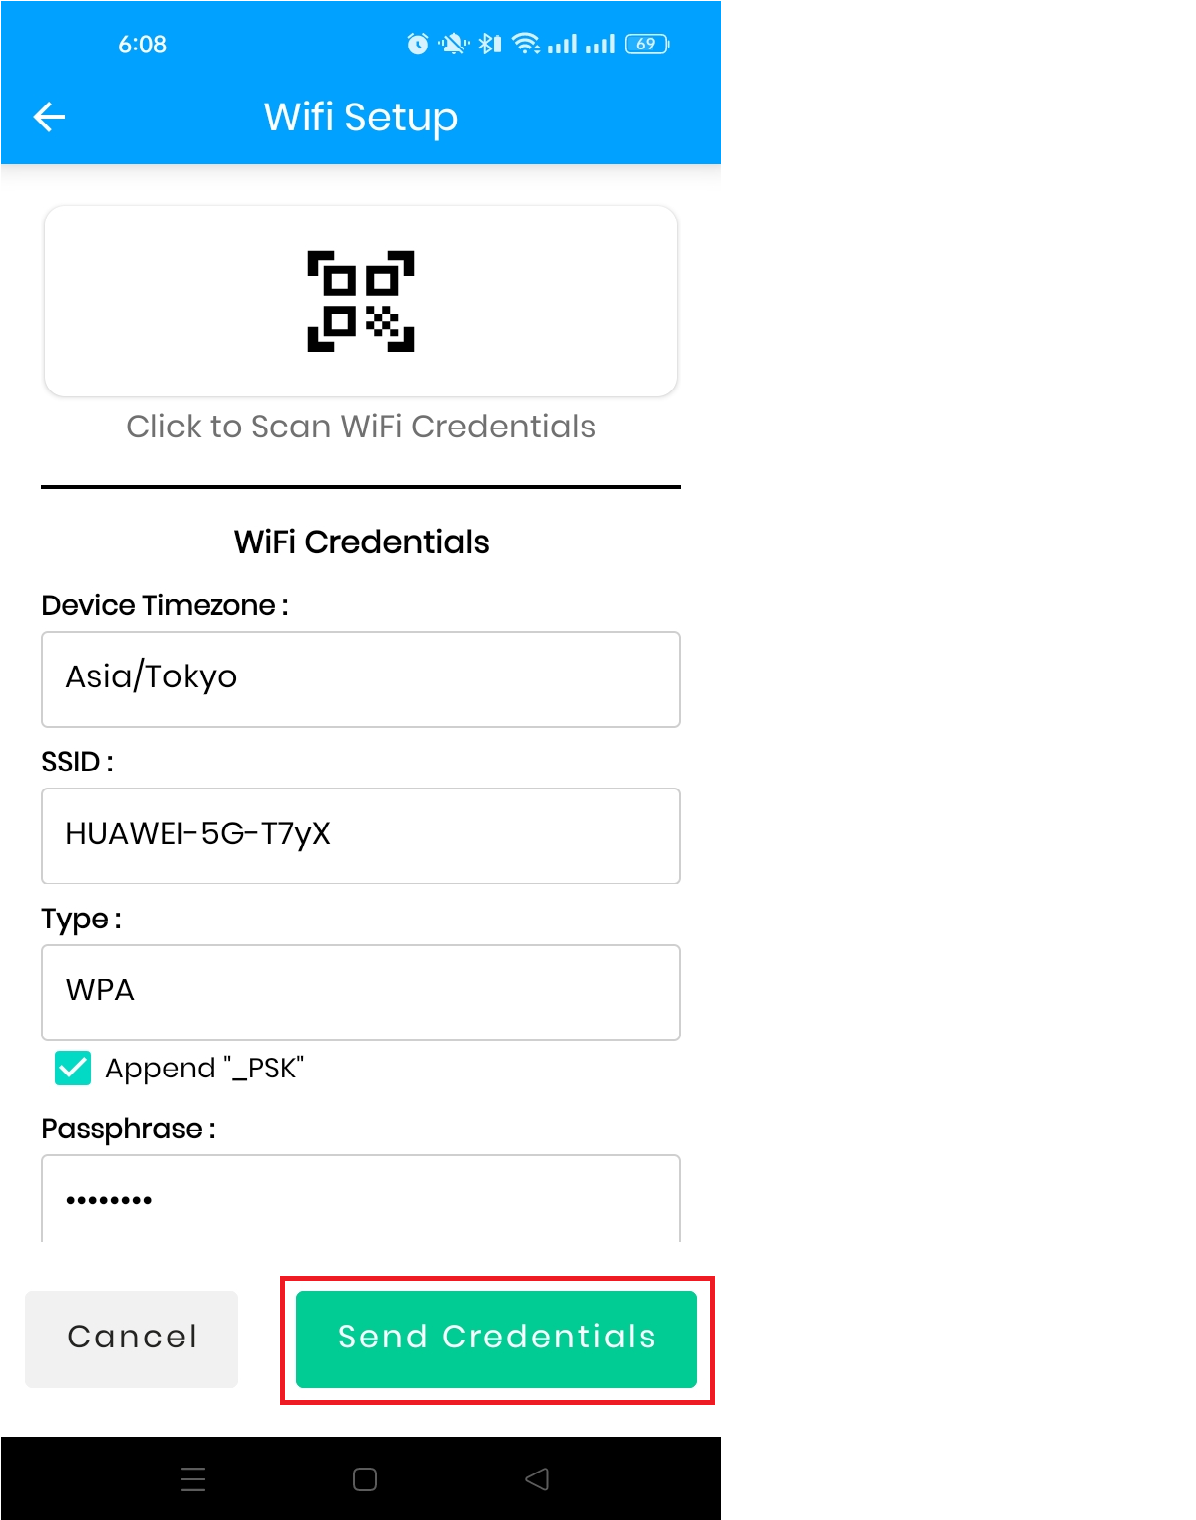 6:08
69
Wifi Setup
Click to Scan WiFi Credentials
WiFi Credentials
Device Timezone :
Asia/Tokyo
SSID :
HUAWEI-5G-T7yX
Type :
WPA
Append "_PSK"
Passphrase :
••••••••
Cancel
Send Credentials